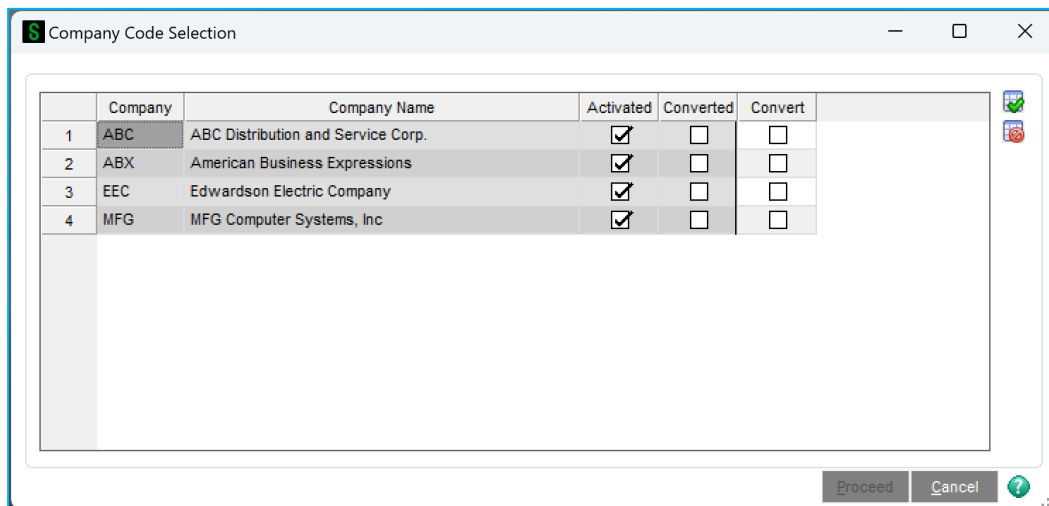 S Company Code Selection
Company Company Name Activated Converted Convert
1 ABC ABC Distribution and Service Corp.
2 ABX American Business Expressions
3 EEC Edwardson Electric Company
4 MFG MFG Computer Systems, Inc
Proceed Cancel ?